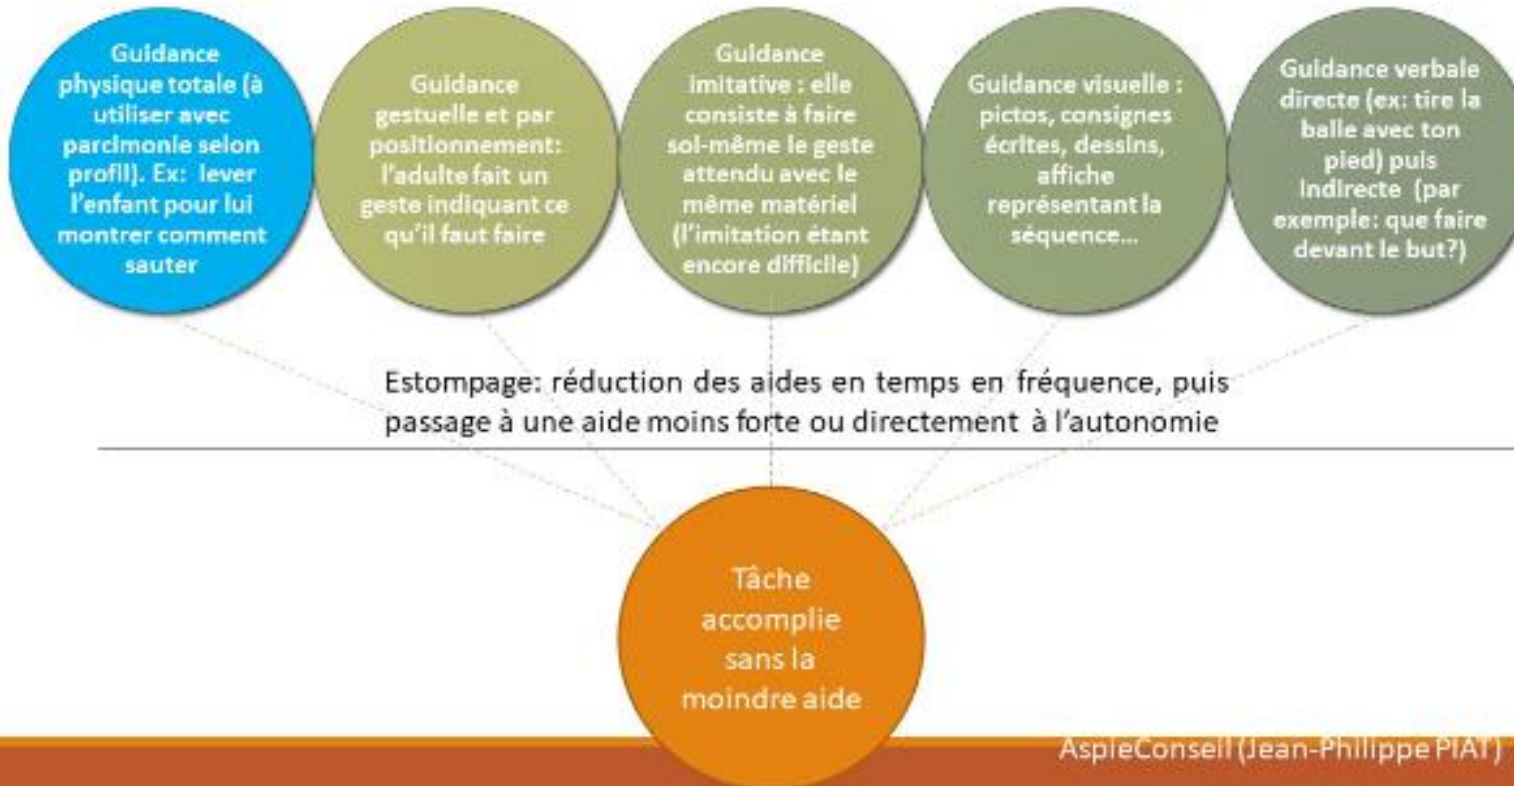 Guidance
physique totale (à
utiliser avec
parcimonie selon
profil). Ex: lever
l'enfant pour lui
montrer comment
sauter
Guidance
gestuelle et par
positionnement:
l'adulte fait un
geste indiquant ce
qu'il faut faire
Guidance
imitative : elle
consiste à faire
soi-même le geste
attendu avec le
même matériel
(l'imitation étant
encore difficile)
Guidance visuelle :
pictos, consignes
écrites, dessins,
affiche
représentant la
séquence...
Guidance verbale
directe (ex: tire la
balle avec ton
pied) puis
Indirecte (par
exemple: que faire
devant le but?)
Estompage: réduction des aides en temps en fréquence, puis
passage à une aide moins forte ou directement à l'autonomie
Tâche
accomplie
sans la
moindre aide
AspieConseil (Jean-Philippe PIAT)